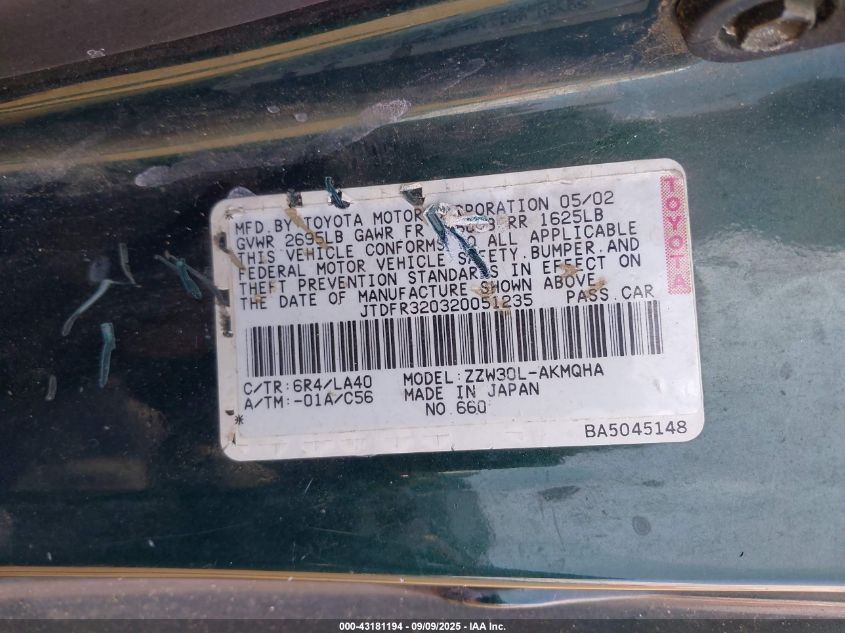 MFD.BY TOYOTA MOTOR CORPORATION 05/02
GVWR 2695LB GAWR FR RR 1625LB
THIS VEHICLE CONFORMS TO ALL APPLICABLE
FEDERAL MOTOR VEHICLE SAFETY,BUMPER,AND
THEFT PREVENTION STANDARDS IN EFFECT ON
THE DATE OF MANUFACTURE SHOWN ABOVE.
JTDFR320320051235 PASS.CAR
C/TR:6R4/LA40 MODEL:ZZW30L-AKMQHA
A/TM:-01A/C56 MADE IN JAPAN
NO.660
BA5045148
TOYOTA
000-43181194 - 09/09/2025 - IAA Inc.